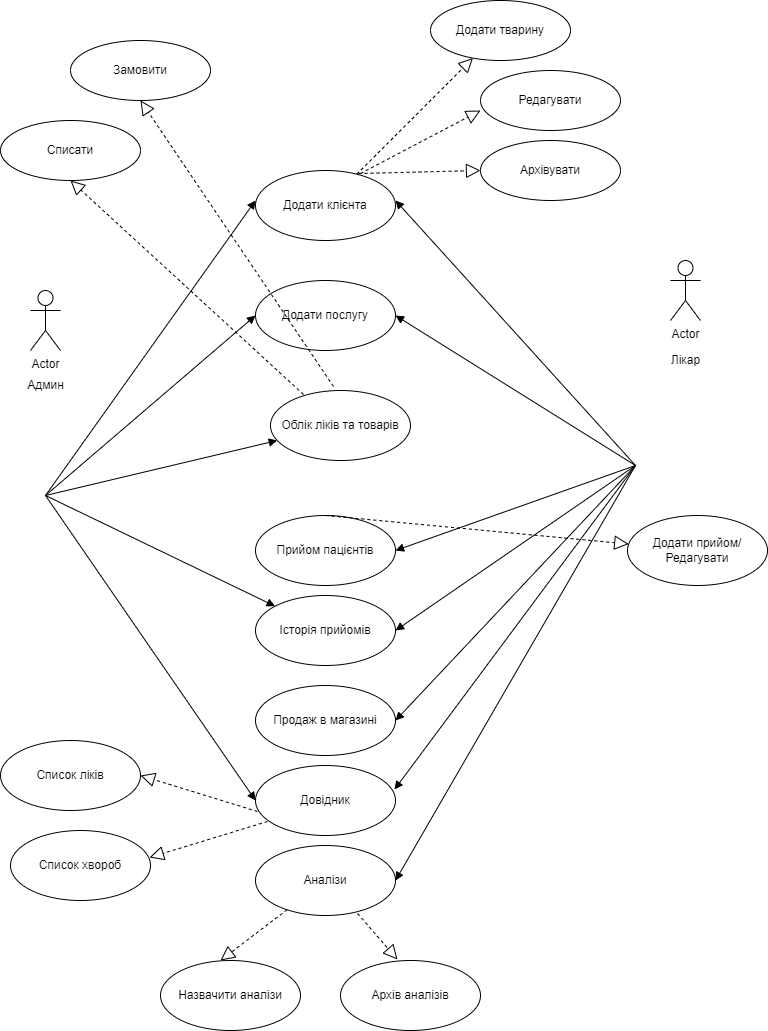 Додати тварину
Замовити
Редагувати
Списати
Архівувати
Додати клієнта
Додати послугу
Actor
Админ
Actor
Лікар
Облік ліків та товарів
Прийом пацієнтів
Додати прийом/
Редагувати
Історія прийомів
Продаж в магазині
Список ліків
Довідник
Список хвороб
Аналізи
Назвачити анализи
Архів аналізів